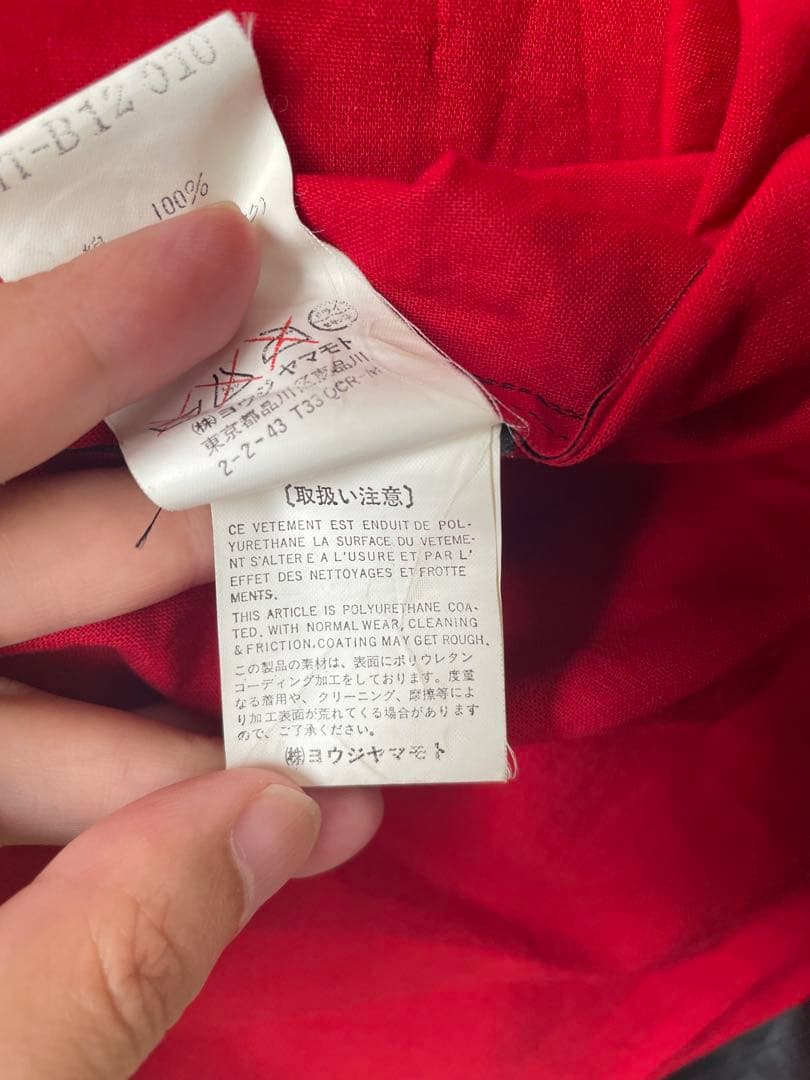 T-B12 010
100%
ドライ
(株)ヨウジヤマモト
東京都品川区東品川
2-2-43 T33 QCR-M
〔取扱い注意〕
CE VETEMENT EST ENDUIT DE POL-
YURETHANE LA SURFACE DU VETEME-
NT S'ALTER E A L'USURE ET PAR L'
EFFET DES NETTOYAGES ET FROTTE
MENTS.
THIS ARTICLE IS POLYURETHANE COA-
TED. WITH NORMAL WEAR, CLEANING
& FRICTION, COATING MAY GET ROUGH.
この製品の素材は、表面にポリウレタン
コーディング加工をしております。度重
なる着用や、クリーニング、摩擦等によ
り加工表面が荒れてくる場合があります
ので、ご了承ください。
(株)ヨウジヤマモト